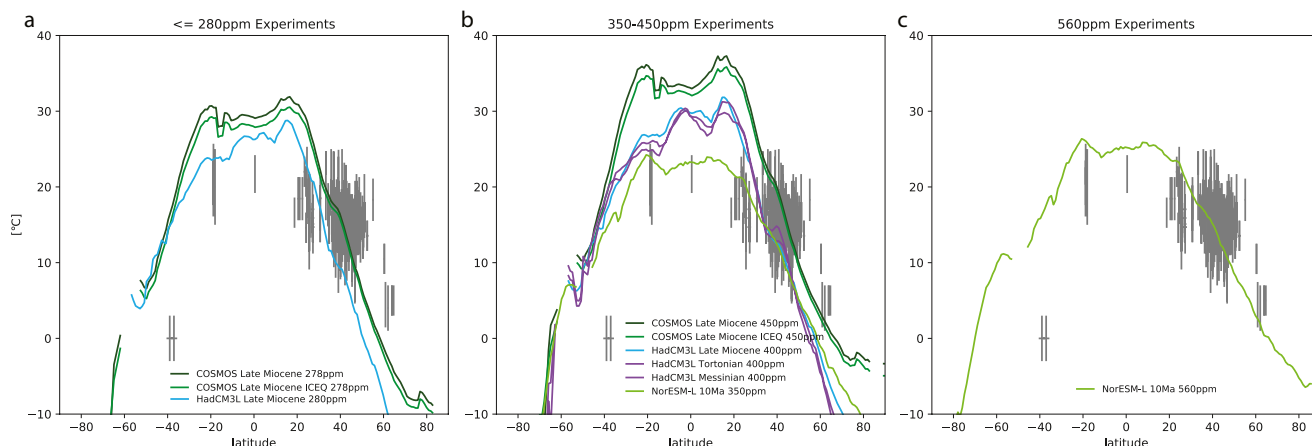 a
<= 280ppm Experiments
b
350-450ppm Experiments
c
560ppm Experiments
40
30
20
10
0
−10
[°C]
−80 −60 −40 −20 0 20 40 60 80
latitude
COSMOS Late Miocene 278ppm
COSMOS Late Miocene ICEQ 278ppm
HadCM3L Late Miocene 280ppm
40
30
20
10
0
−10
−80 −60 −40 −20 0 20 40 60 80
latitude
COSMOS Late Miocene 450ppm
COSMOS Late Miocene ICEQ 450ppm
HadCM3L Late Miocene 400ppm
HadCM3L Tortonian 400ppm
HadCM3L Messinian 400ppm
NorESM-L 10Ma 350ppm
40
30
20
10
0
−10
−80 −60 −40 −20 0 20 40 60 80
latitude
NorESM-L 10Ma 560ppm